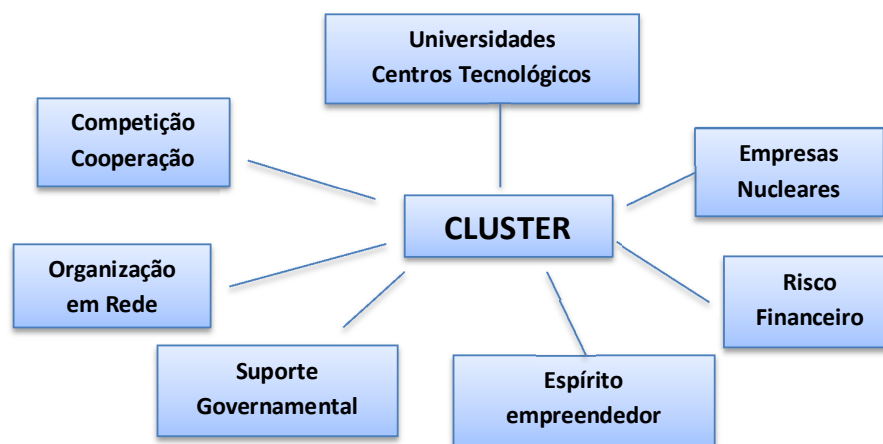 Universidades
Centros Tecnológicos
Competição
Cooperação
Empresas
Nucleares
CLUSTER
Organização
em Rede
Risco
Financeiro
Suporte
Governamental
Espírito
empreendedor